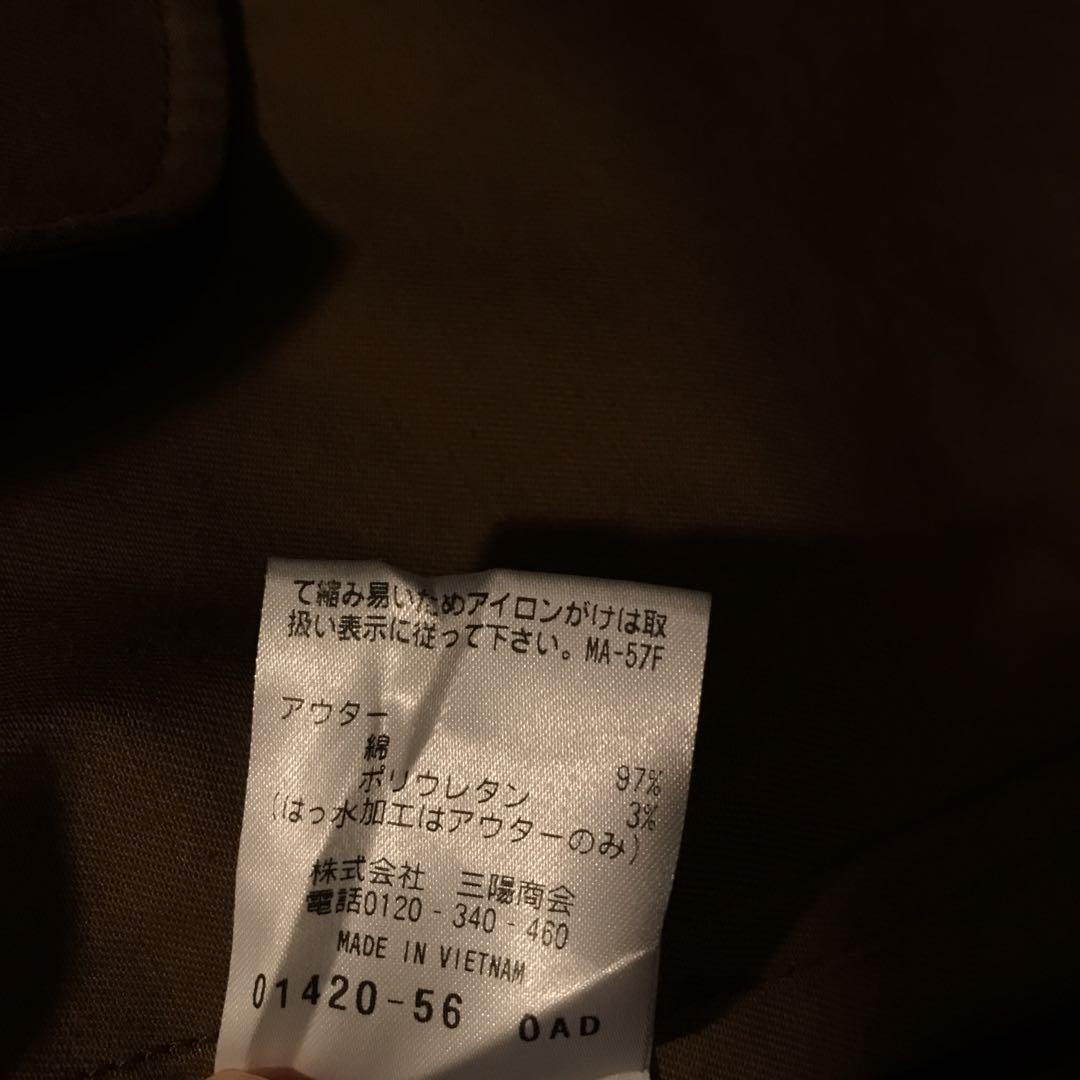 て縮み易いためアイロンがけは取
扱い表示に従って下さい。MA-57F
アウター
綿 97%
ポリウレタン 3%
(はっ水加工はアウターのみ)
株式会社 三陽商会
電話0120-340-460
MADE IN VIETNAM
01420-56 0AD